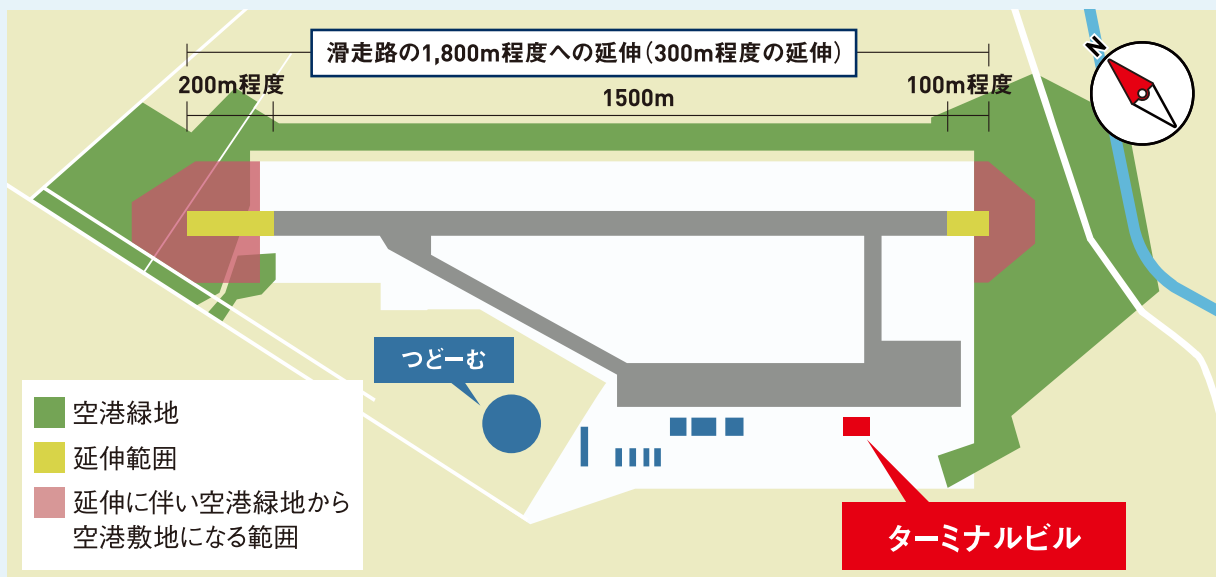 滑走路の1,800m程度への延伸（300m程度の延伸）
200m程度
1500m
100m程度
N
つどーむ
空港緑地
延伸範囲
延伸に伴い空港緑地から
空港敷地になる範囲
ターミナルビル